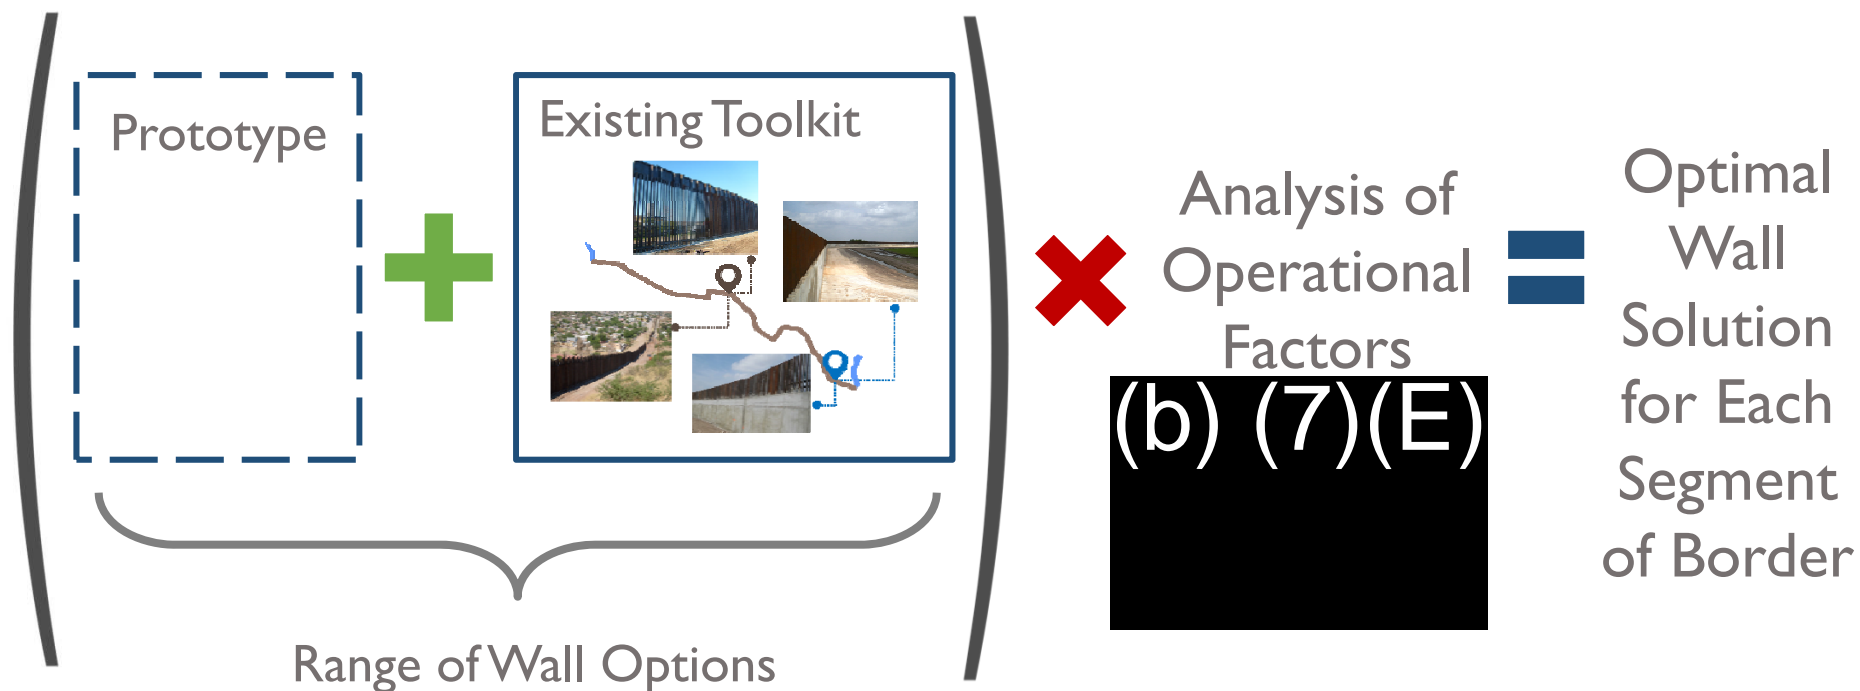 Prototype
Existing Toolkit
Range of Wall Options
Analysis of
Operational
Factors
(b) (7)(E)
Optimal
Wall
Solution
for Each
Segment
of Border